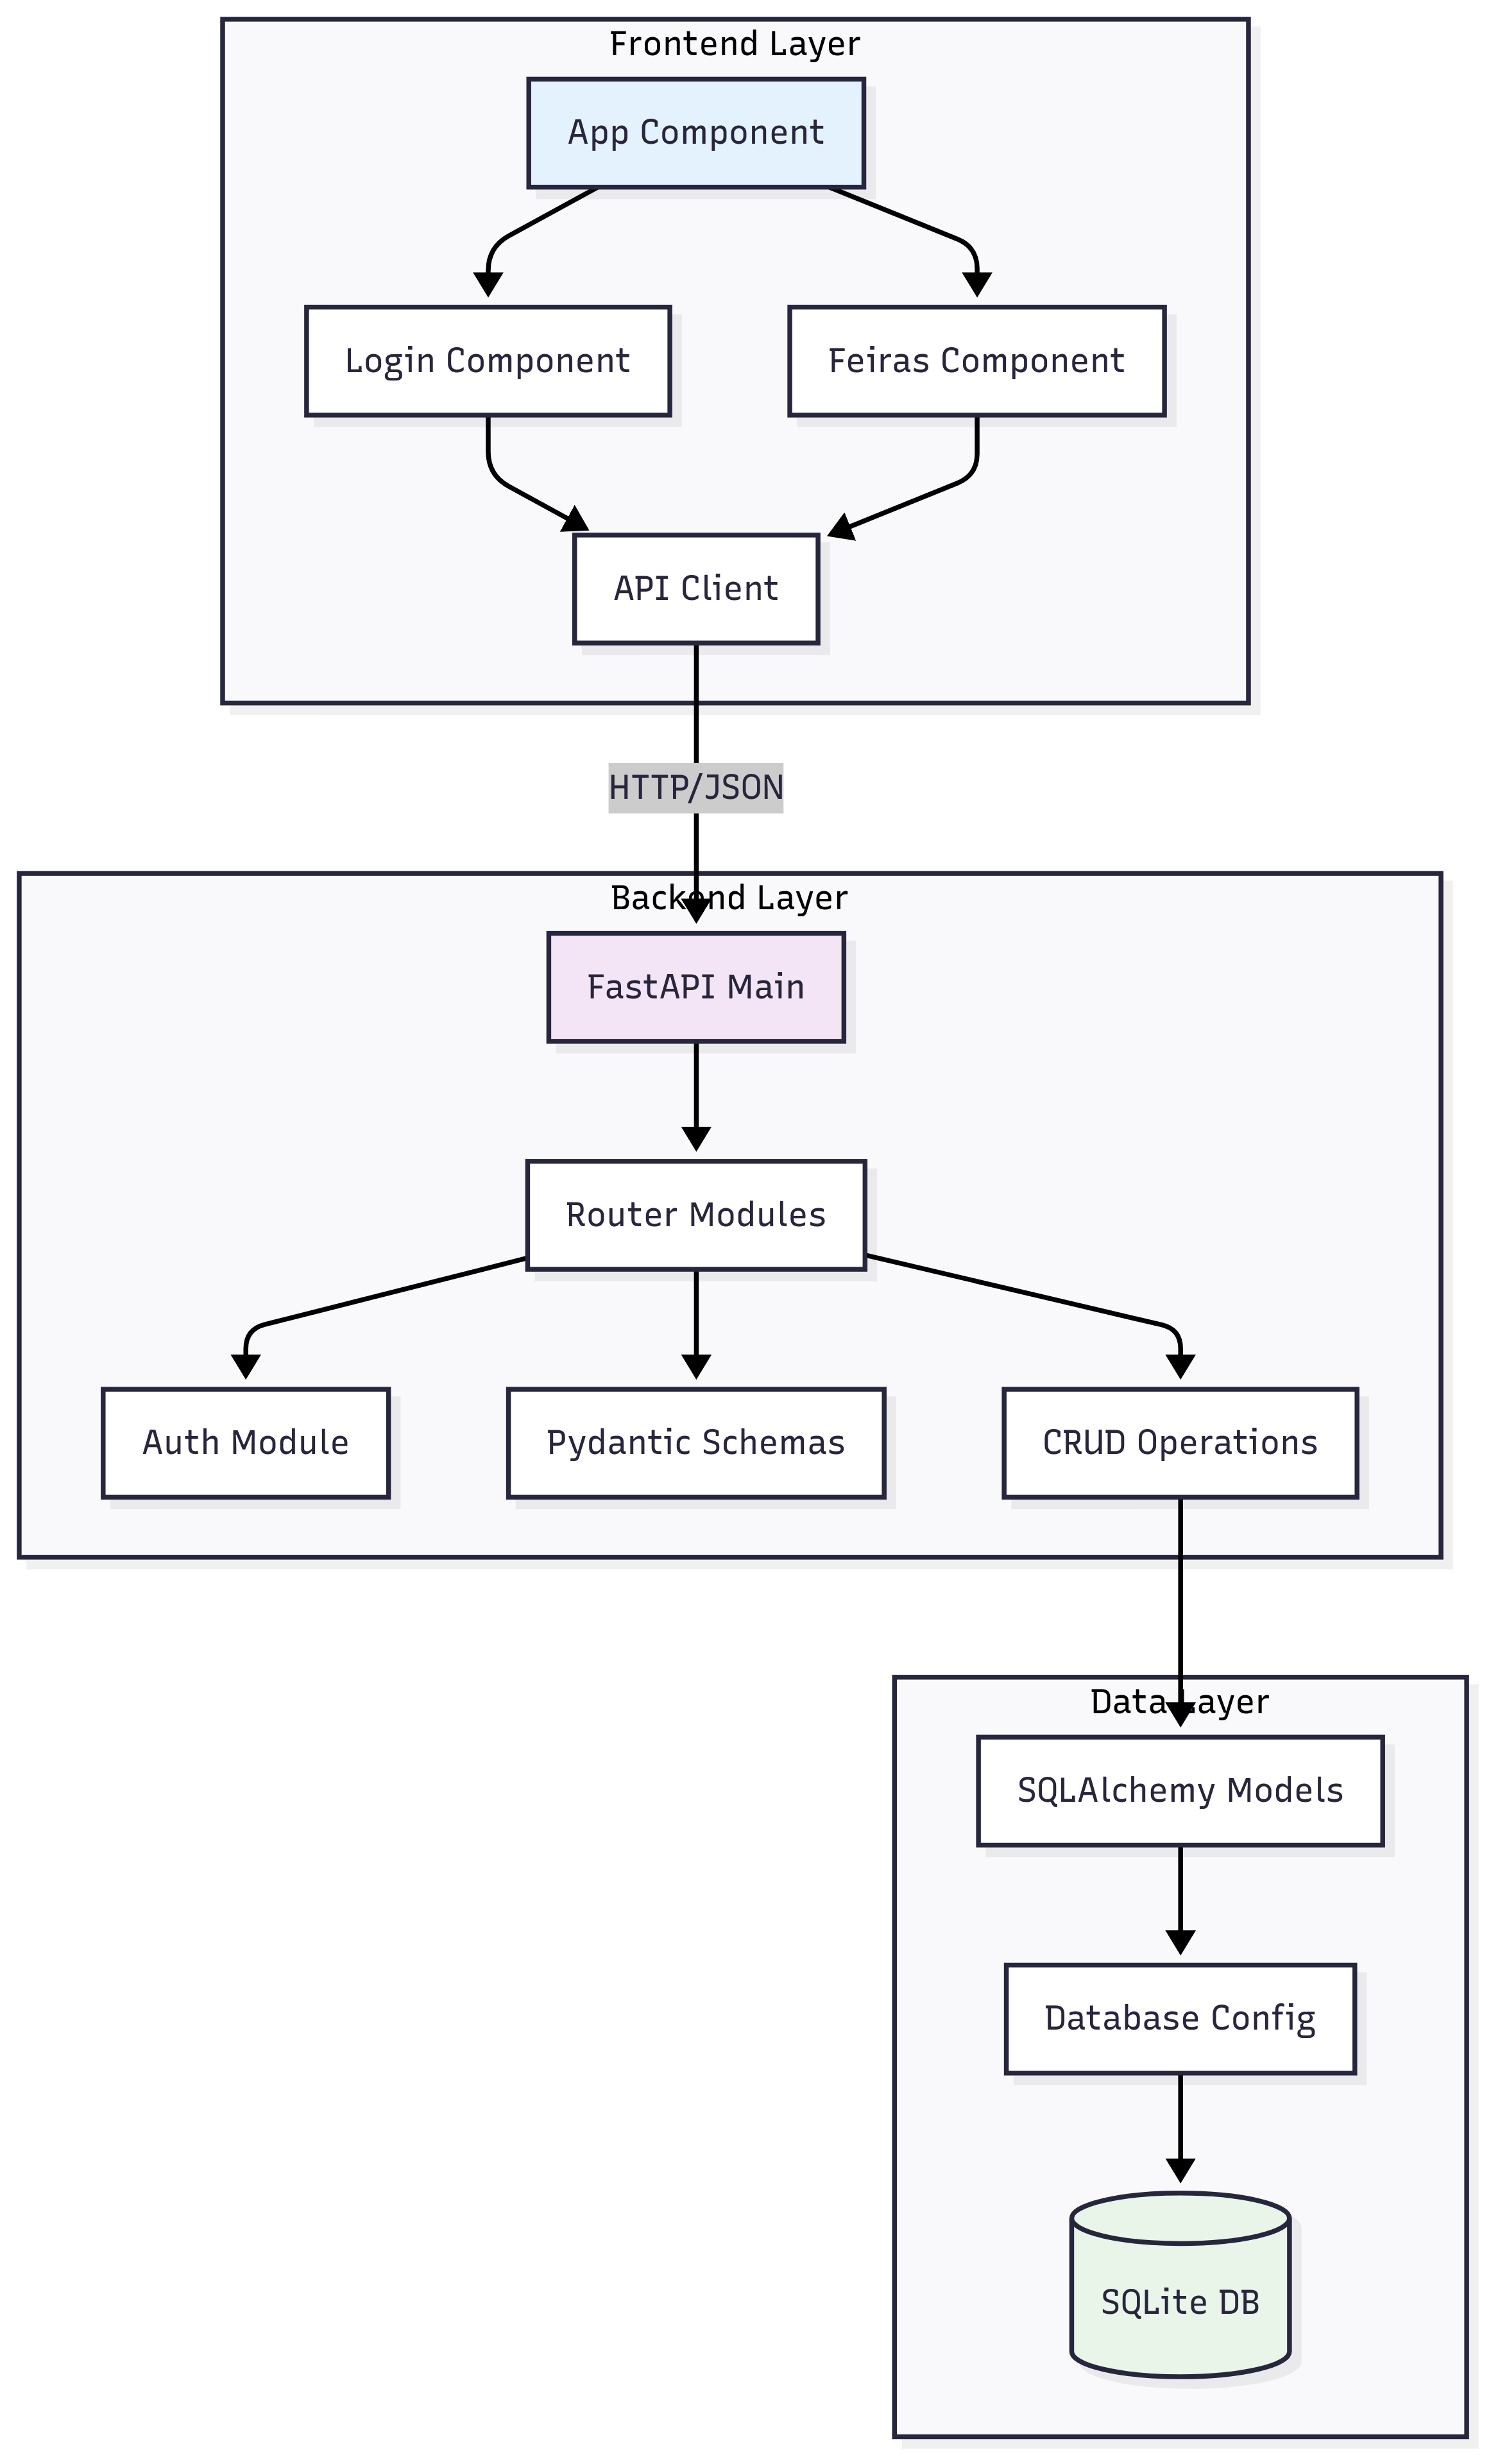 Frontend Layer
App Component
Login Component
Feiras Component
API Client
HTTP/JSON
Backend Layer
FastAPI Main
Router Modules
Auth Module
Pydantic Schemas
CRUD Operations
Data Layer
SQLAlchemy Models
Database Config
SQLite DB